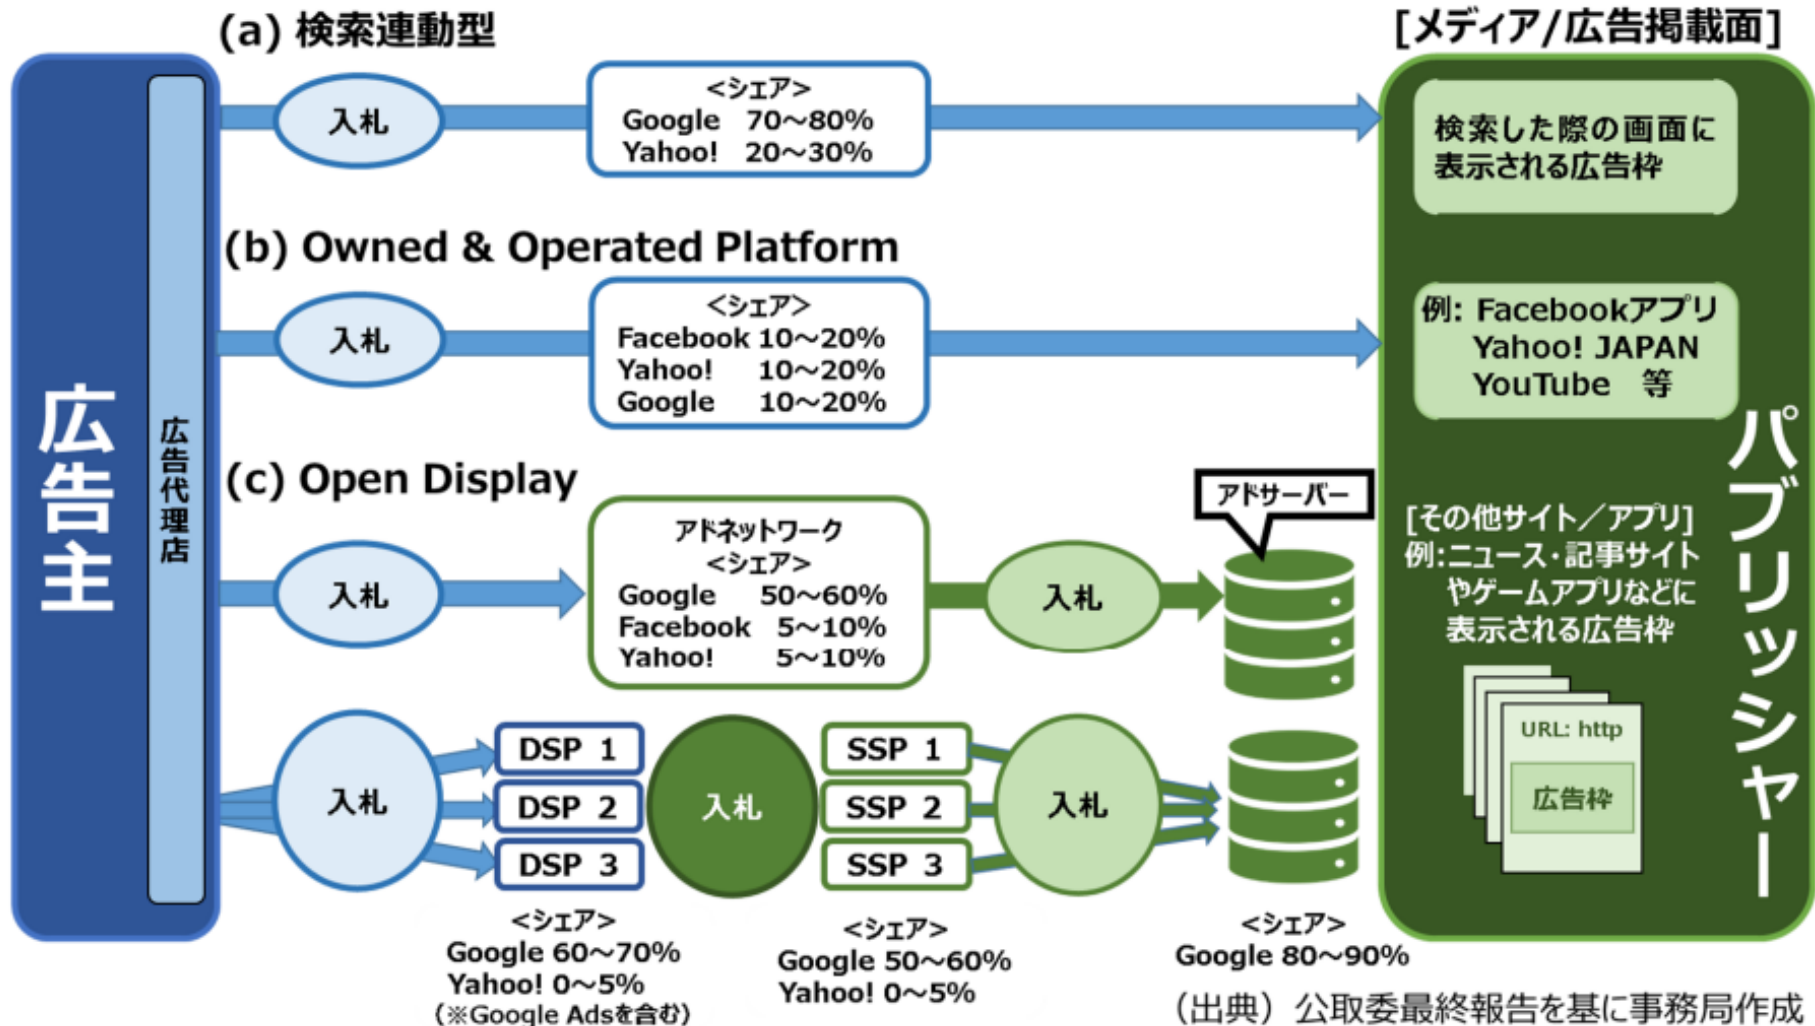 (a) 検索連動型
[メディア/広告掲載面]
広告主
広告代理店
入札
<シェア>
Google 70～80%
Yahoo! 20～30%
検索した際の画面に
表示される広告枠
(b) Owned & Operated Platform
入札
<シェア>
Facebook 10～20%
Yahoo! 10～20%
Google 10～20%
例: Facebookアプリ
Yahoo! JAPAN
YouTube 等
パブリッシャー
(c) Open Display
入札
アドネットワーク
<シェア>
Google 50～60%
Facebook 5～10%
Yahoo! 5～10%
入札
アドサーバー
[その他サイト／アプリ]
例:ニュース・記事サイト
やゲームアプリなどに
表示される広告枠
URL: http
広告枠
入札
DSP 1
DSP 2
DSP 3
入札
SSP 1
SSP 2
SSP 3
入札
<シェア>
Google 60～70%
Yahoo! 0～5%
(※Google Adsを含む)
<シェア>
Google 50～60%
Yahoo! 0～5%
<シェア>
Google 80～90%
（出典）公取委最終報告を基に事務局作成